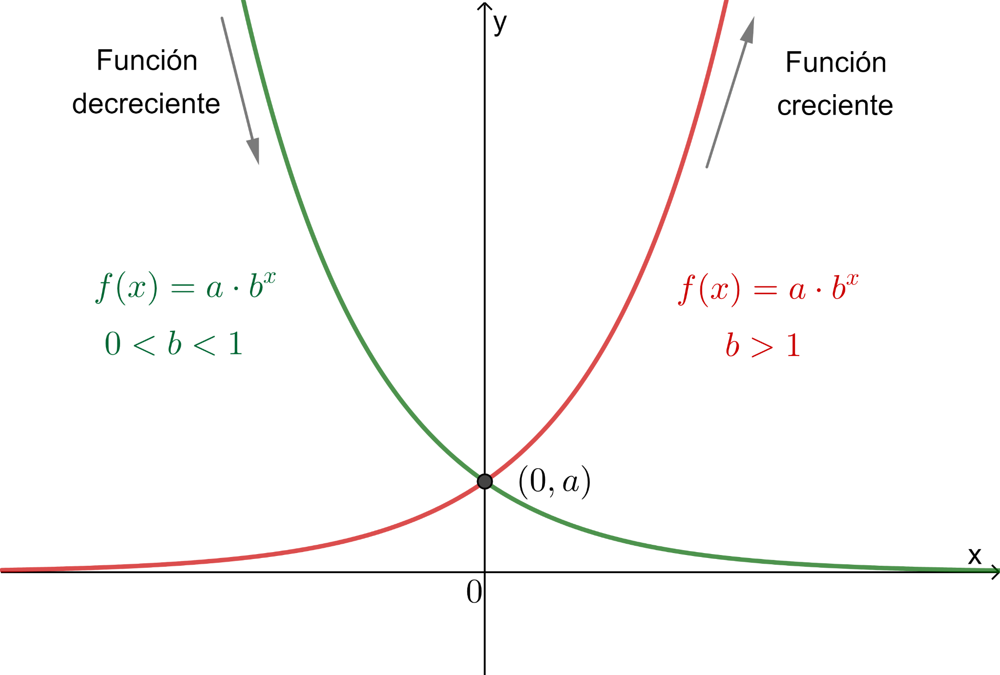 y
Función
decreciente
Función
creciente
f(x) = a · b^x
0 < b < 1
f(x) = a · b^x
b > 1
(0, a)
x
0